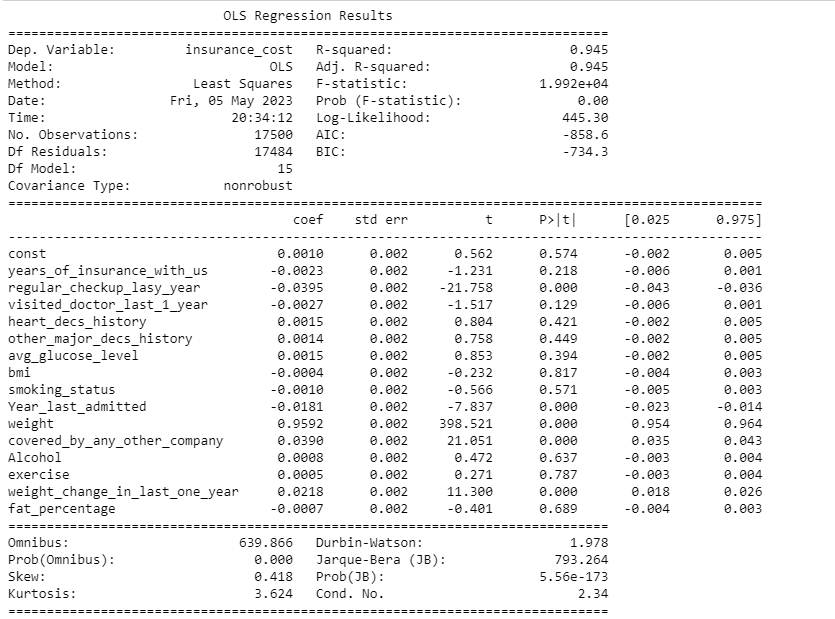 OLS Regression Results
==============================================================================
Dep. Variable:         insurance_cost   R-squared:                       0.945
Model:                            OLS   Adj. R-squared:                  0.945
Method:                 Least Squares   F-statistic:                 1.992e+04
Date:                Fri, 05 May 2023   Prob (F-statistic):               0.00
Time:                        20:34:12   Log-Likelihood:                 445.30
No. Observations:               17500   AIC:                            -858.6
Df Residuals:                   17484   BIC:                            -734.3
Df Model:                          15
Covariance Type:            nonrobust
==================================================================================================
                                     coef    std err          t      P>|t|      [0.025      0.975]
--------------------------------------------------------------------------------------------------
const                              0.0010      0.002      0.562      0.574      -0.002       0.005
years_of_insurance_with_us        -0.0023      0.002     -1.231      0.218      -0.006       0.001
regular_checkup_lasy_year         -0.0395      0.002    -21.758      0.000      -0.043      -0.036
visited_doctor_last_1_year        -0.0027      0.002     -1.517      0.129      -0.006       0.001
heart_decs_history                 0.0015      0.002      0.804      0.421      -0.002       0.005
other_major_decs_history           0.0014      0.002      0.758      0.449      -0.002       0.005
avg_glucose_level                  0.0015      0.002      0.853      0.394      -0.002       0.005
bmi                               -0.0004      0.002     -0.232      0.817      -0.004       0.003
smoking_status                    -0.0010      0.002     -0.566      0.571      -0.005       0.003
Year_last_admitted                -0.0181      0.002     -7.837      0.000      -0.023      -0.014
weight                             0.9592      0.002    398.521      0.000       0.954       0.964
covered_by_any_other_company       0.0390      0.002     21.051      0.000       0.035       0.043
Alcohol                            0.0008      0.002      0.472      0.637      -0.003       0.004
exercise                           0.0005      0.002      0.271      0.787      -0.003       0.004
weight_change_in_last_one_year     0.0218      0.002     11.300      0.000       0.018       0.026
fat_percentage                    -0.0007      0.002     -0.401      0.689      -0.004       0.003
==============================================================================
Omnibus:                      639.866   Durbin-Watson:                   1.978
Prob(Omnibus):                  0.000   Jarque-Bera (JB):              793.264
Skew:                           0.418   Prob(JB):                    5.56e-173
Kurtosis:                       3.624   Cond. No.                         2.34
==============================================================================